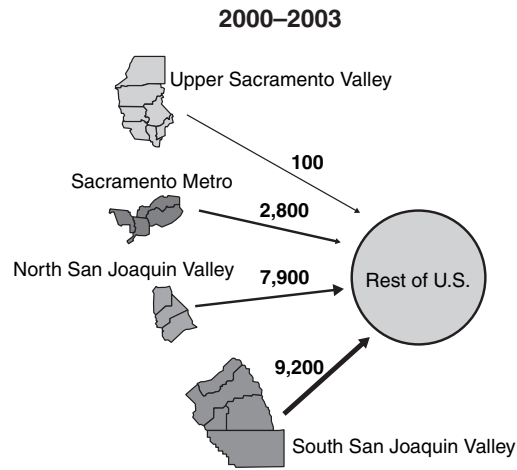 2000–2003
Upper Sacramento Valley
100
Sacramento Metro
2,800
North San Joaquin Valley
7,900
Rest of U.S.
9,200
South San Joaquin Valley